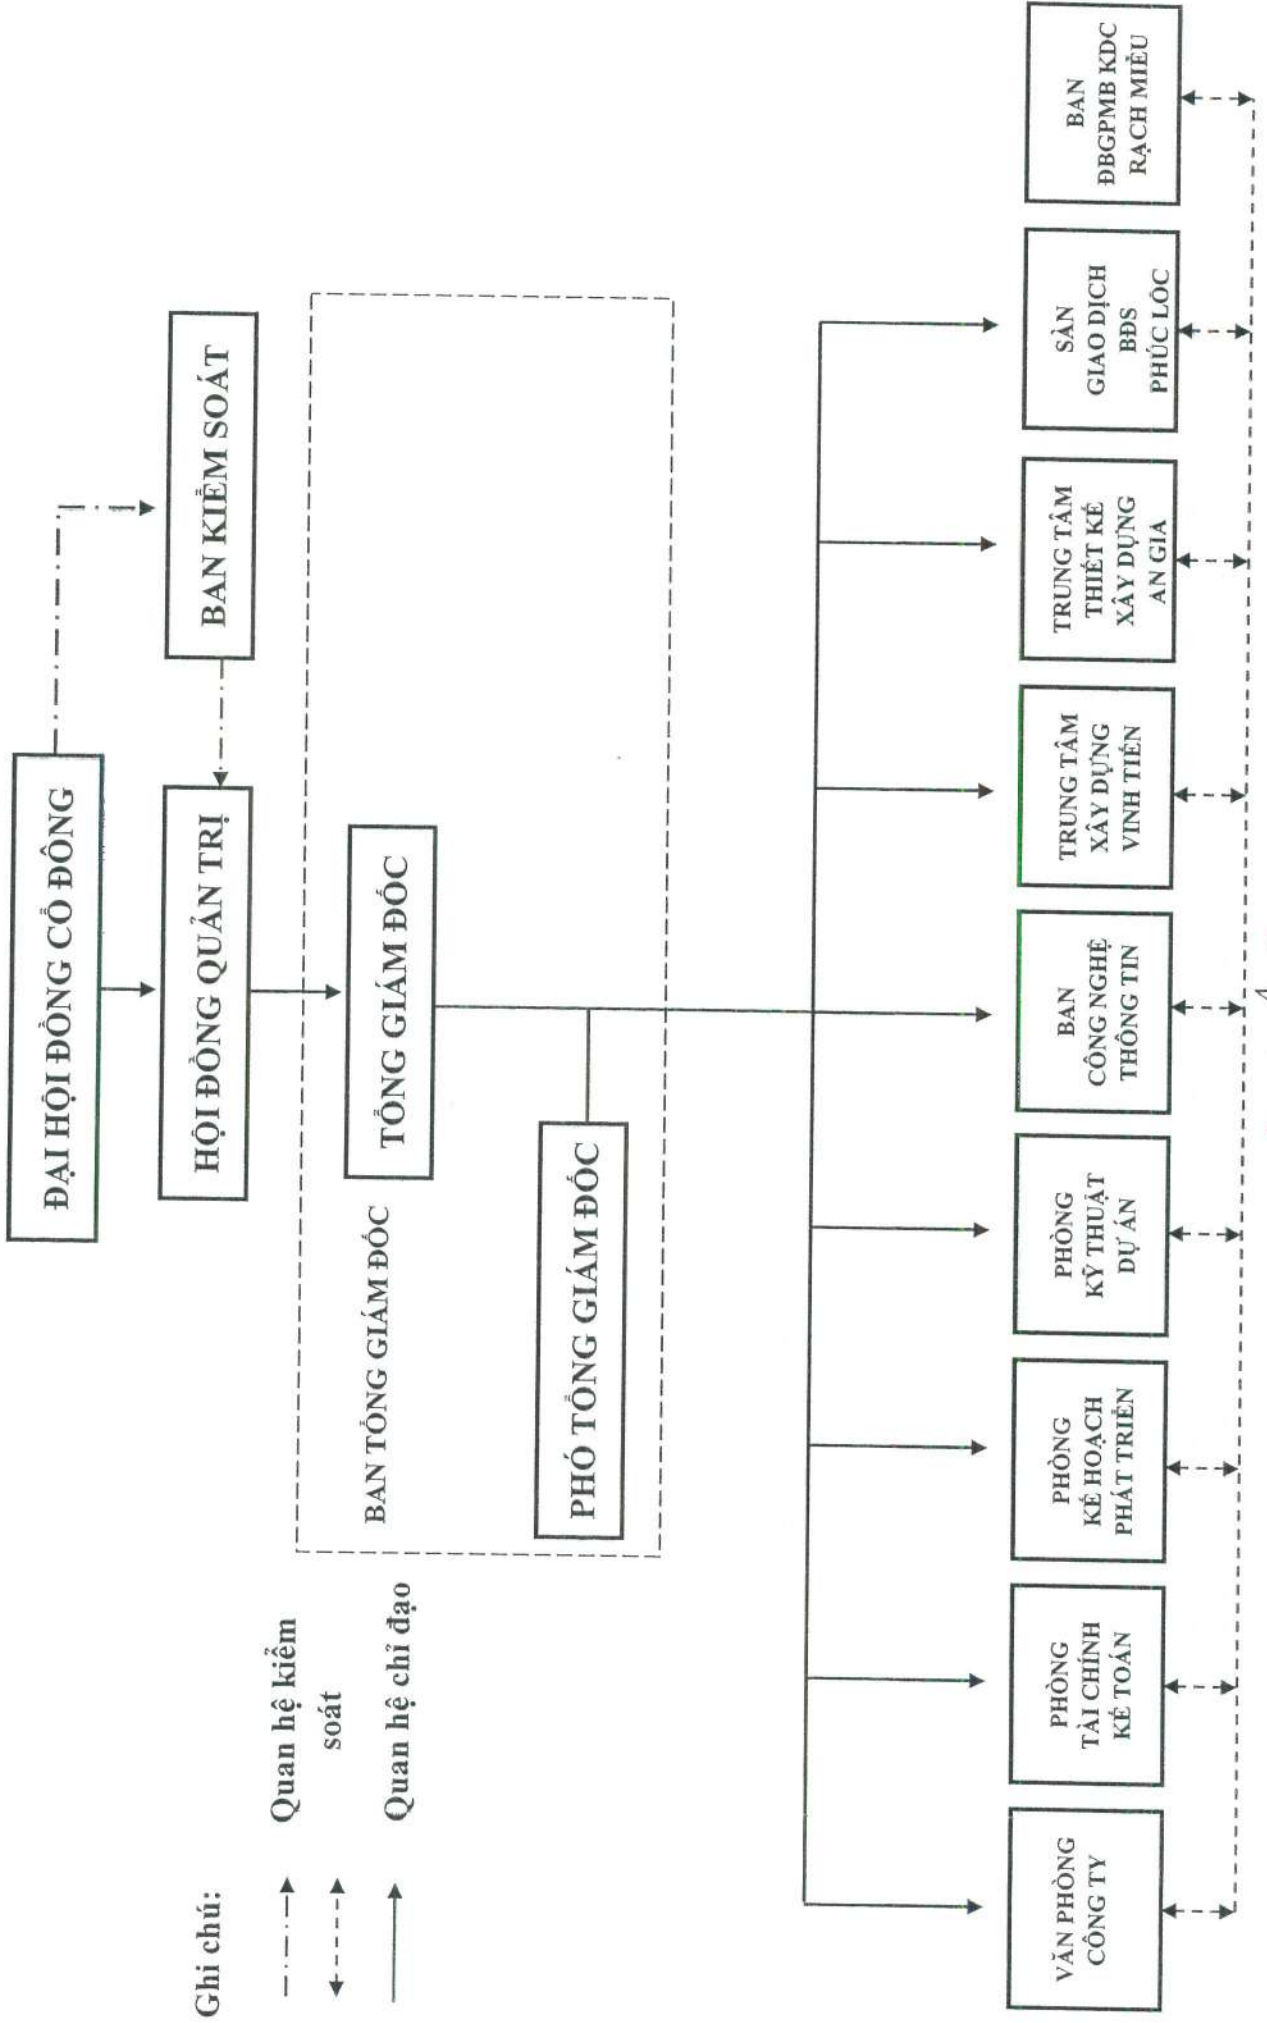 ĐẠI HỘI ĐỒNG CỔ ĐÔNG
HỘI ĐỒNG QUẢN TRỊ
BAN KIỂM SOÁT
TỔNG GIÁM ĐỐC
BAN TỔNG GIÁM ĐỐC
PHÓ TỔNG GIÁM ĐỐC
Ghi chú:
Quan hệ kiểm
soát
Quan hệ chỉ đạo
VĂN PHÒNG
CÔNG TY
PHÒNG
TÀI CHÍNH
KẾ TOÁN
PHÒNG
KẾ HOẠCH
PHÁT TRIỂN
PHÒNG
KỸ THUẬT
DỰ ÁN
BAN
CÔNG NGHỆ
THÔNG TIN
TRUNG TÂM
XÂY DỰNG
VINH TIẾN
TRUNG TÂM
THIẾT KẾ
XÂY DỰNG
AN GIA
SÀN
GIAO DỊCH
BĐS
PHÚC LỘC
BAN
ĐBGPMB KDC
RẠCH MIỄU
4